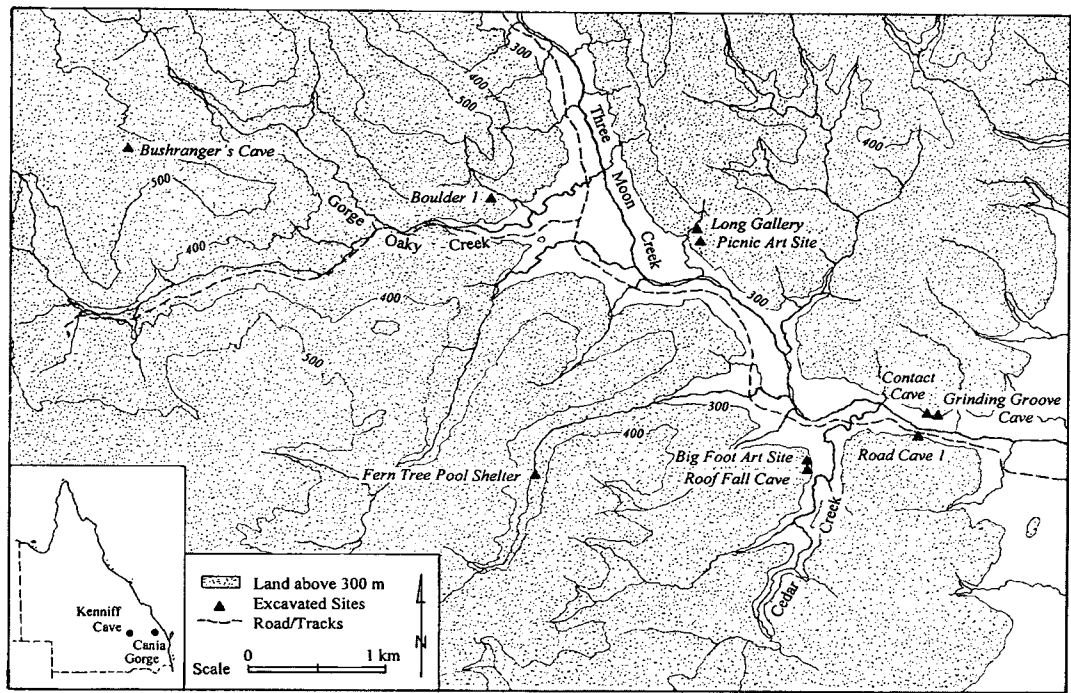 300
400
500
Three
Moon
Creek
400
Bushranger's Cave
500
Boulder 1
Gorge
Oaky
Creek
Long Gallery
Picnic Art Site
400
300
400
500
Contact
Cave
Grinding Groove
Cave
300
400
Road Cave 1
Big Foot Art Site
Roof Fall Cave
Fern Tree Pool Shelter
Creek
Cedar
Kenniff
Cave
Cania
Gorge
Land above 300 m
Excavated Sites
Road/Tracks
N
Scale
0
1 km